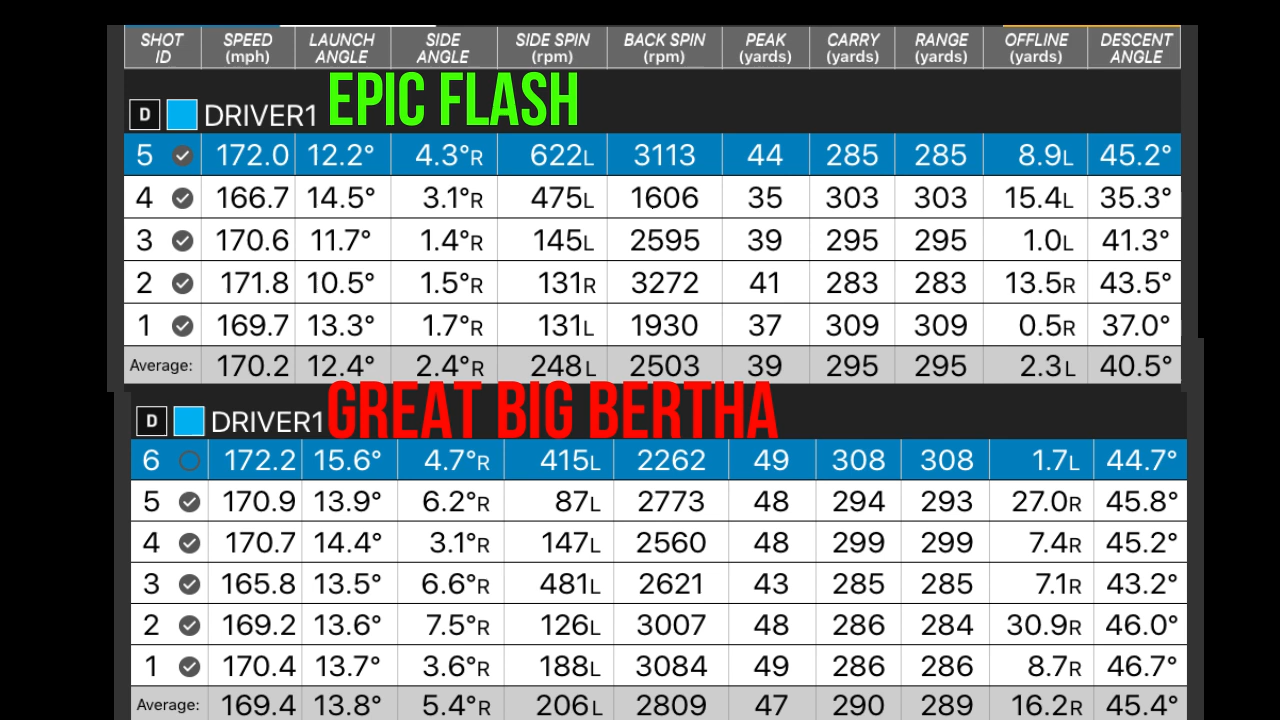 SHOT ID SPEED (mph) LAUNCH ANGLE SIDE ANGLE SIDE SPIN (rpm) BACK SPIN (rpm) PEAK (yards) CARRY (yards) RANGE (yards) OFFLINE (yards) DESCENT ANGLE
D DRIVER1 EPIC FLASH
5 172.0 12.2° 4.3°R 622L 3113 44 285 285 8.9L 45.2°
4 166.7 14.5° 3.1°R 475L 1606 35 303 303 15.4L 35.3°
3 170.6 11.7° 1.4°R 145L 2595 39 295 295 1.0L 41.3°
2 171.8 10.5° 1.5°R 131R 3272 41 283 283 13.5R 43.5°
1 169.7 13.3° 1.7°R 131L 1930 37 309 309 0.5R 37.0°
Average: 170.2 12.4° 2.4°R 248L 2503 39 295 295 2.3L 40.5°
D DRIVER1 GREAT BIG BERTHA
6 172.2 15.6° 4.7°R 415L 2262 49 308 308 1.7L 44.7°
5 170.9 13.9° 6.2°R 87L 2773 48 294 293 27.0R 45.8°
4 170.7 14.4° 3.1°R 147L 2560 48 299 299 7.4R 45.2°
3 165.8 13.5° 6.6°R 481L 2621 43 285 285 7.1R 43.2°
2 169.2 13.6° 7.5°R 126L 3007 48 286 284 30.9R 46.0°
1 170.4 13.7° 3.6°R 188L 3084 49 286 286 8.7R 46.7°
Average: 169.4 13.8° 5.4°R 206L 2809 47 290 289 16.2R 45.4°